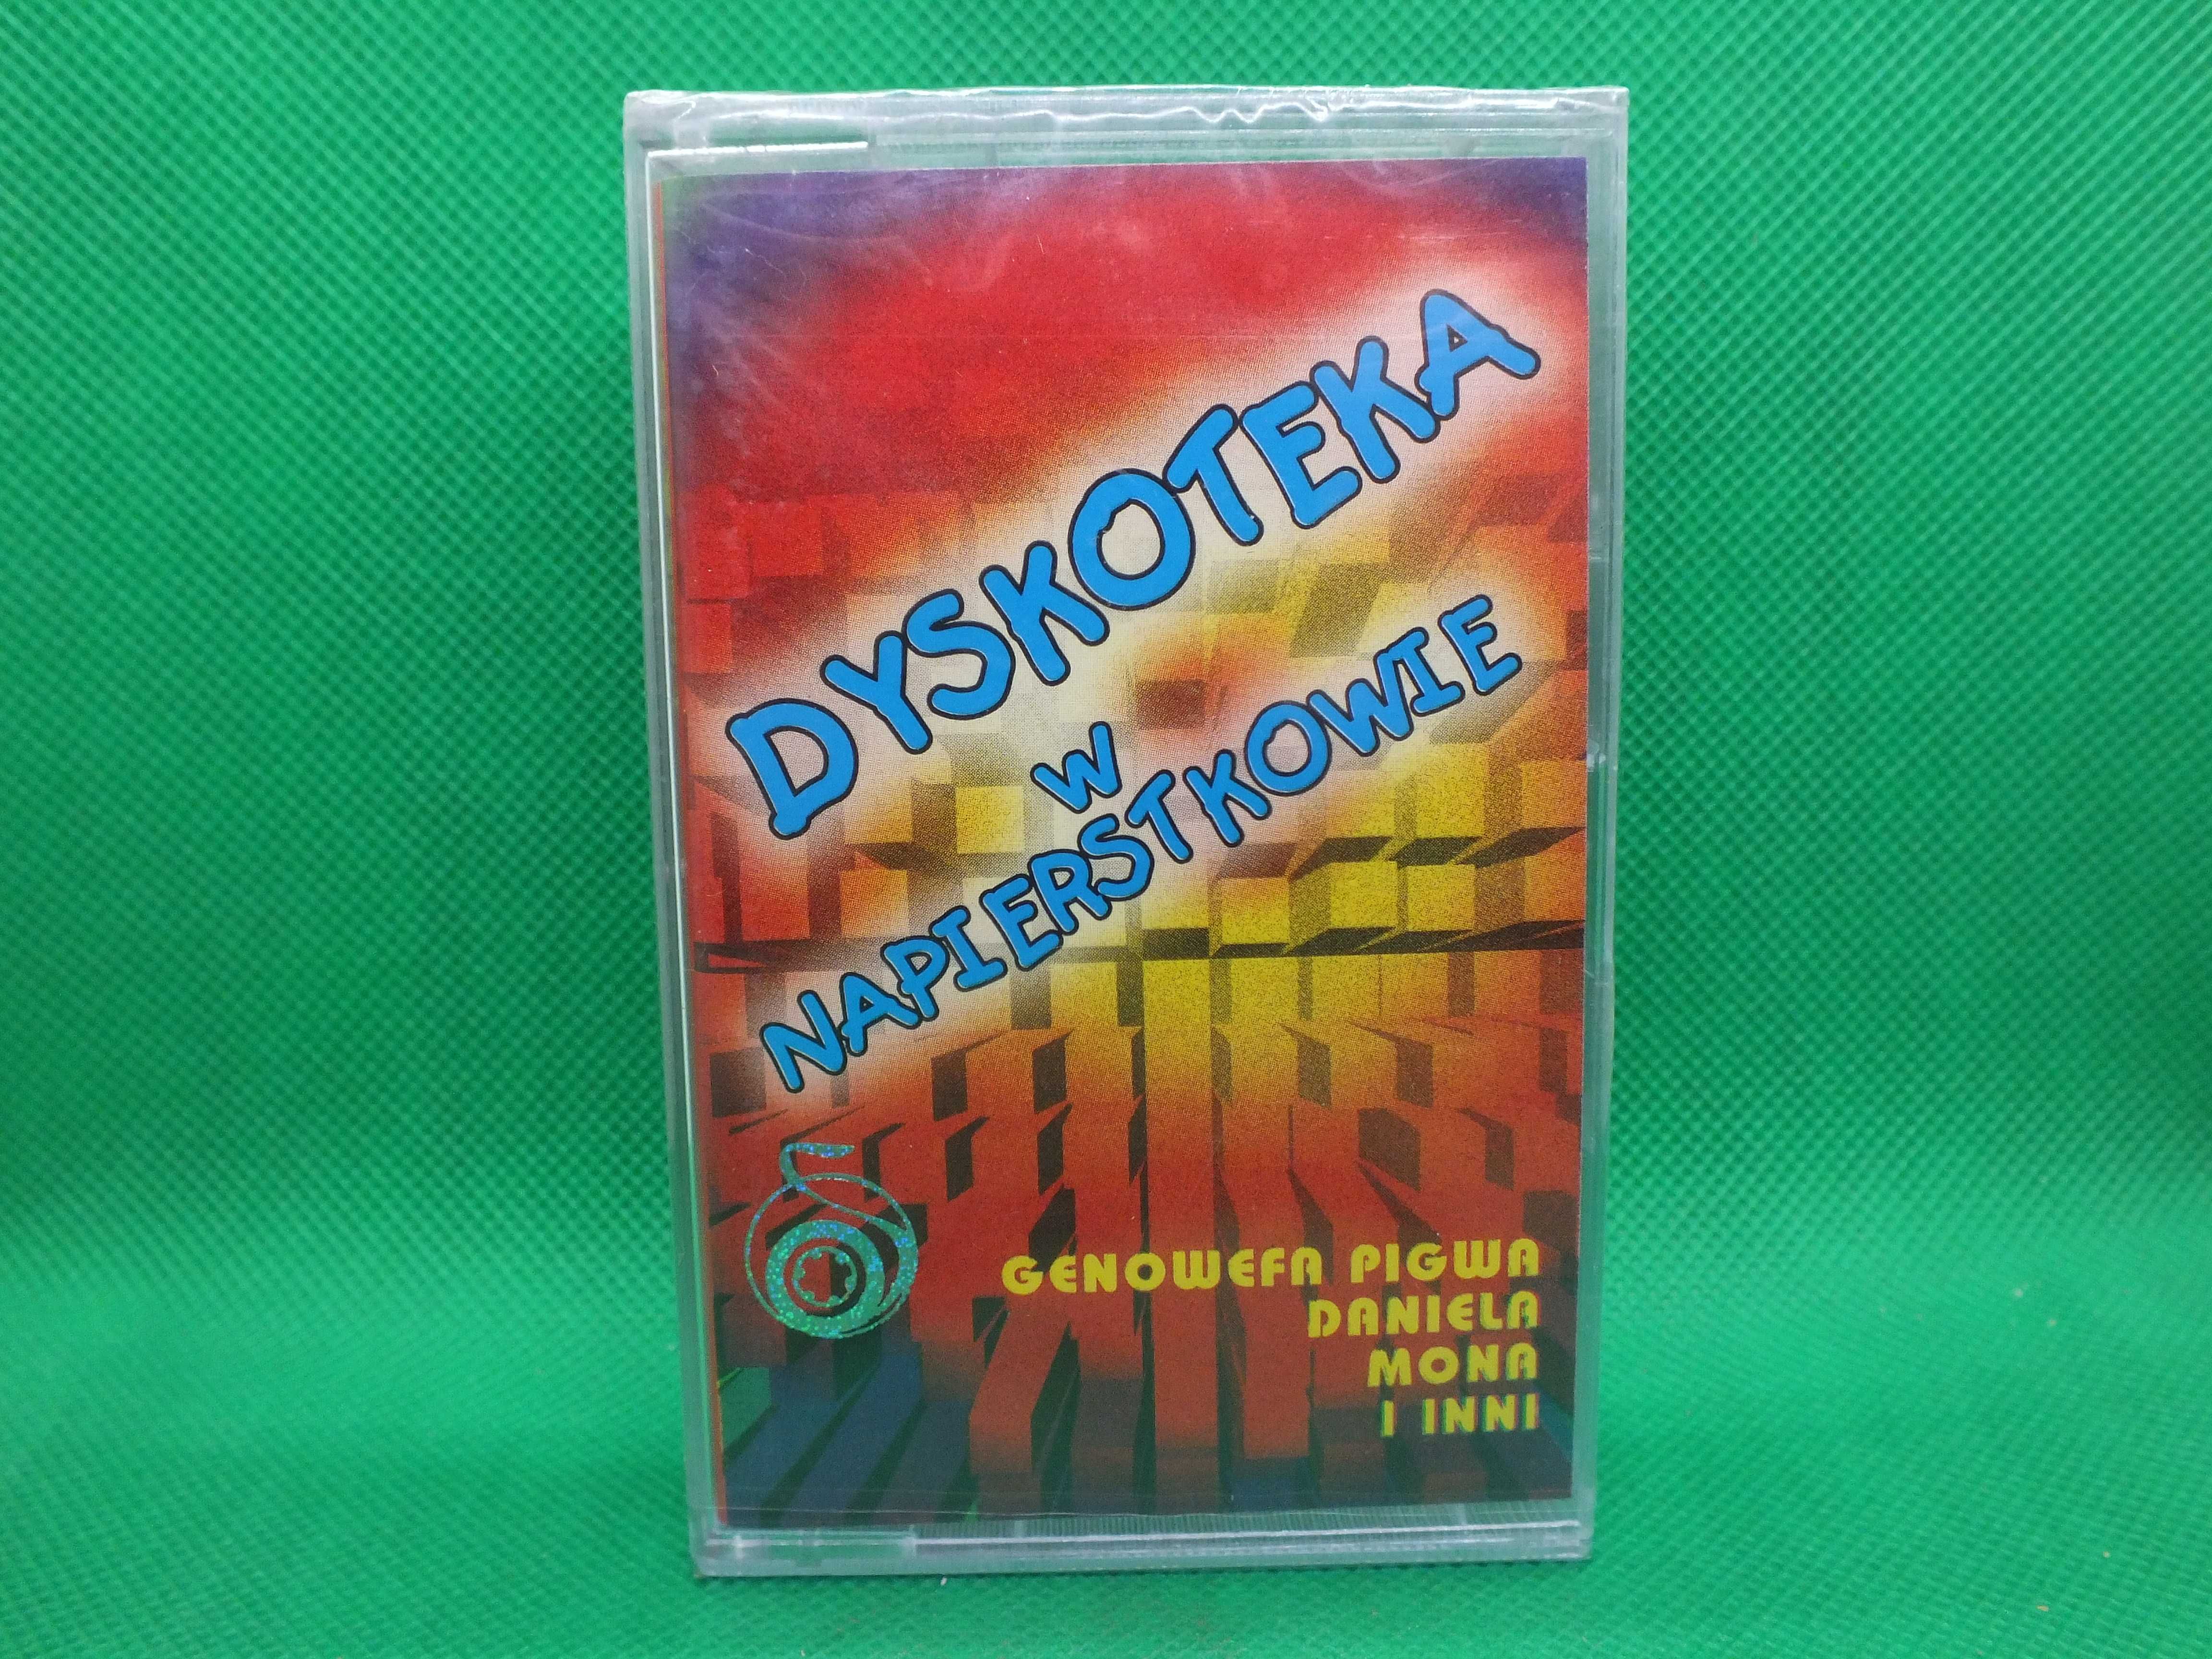 DYSKOTEKA
W
NAPIERSTKOWIE
GENOWEFA PIGWA
DANIELA
MONA
I INNI